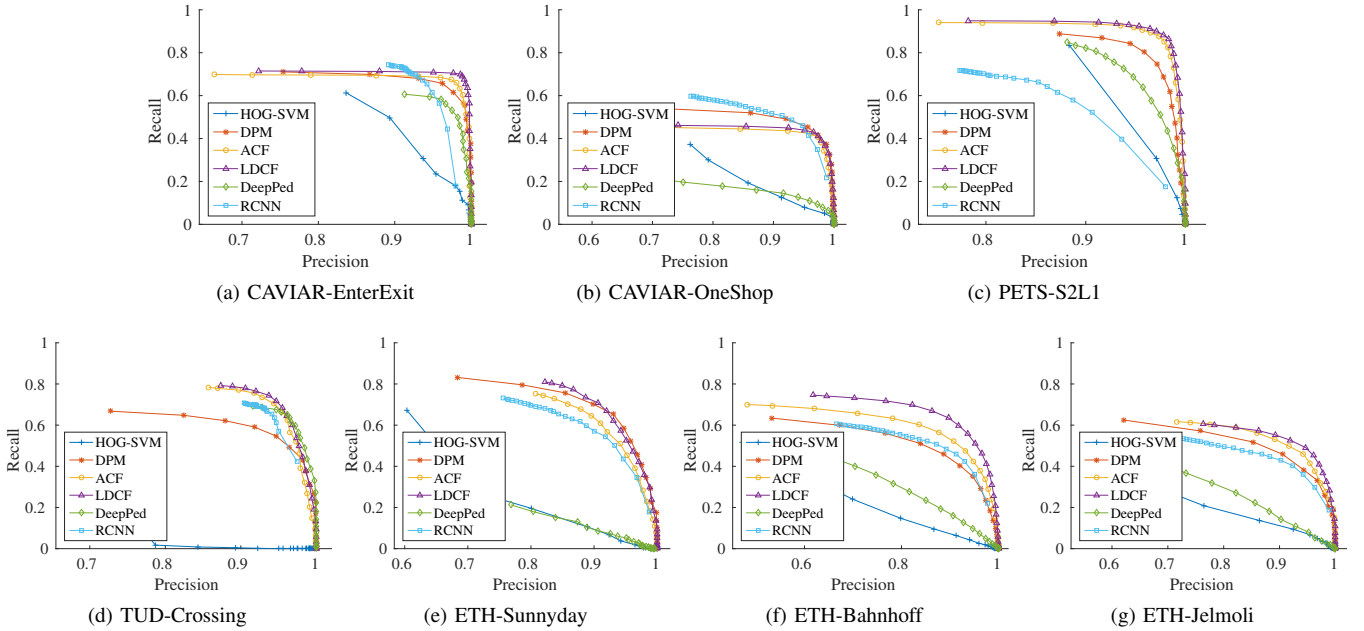 1
0.8
0.6
0.4
0.2
0
Recall
HOG-SVM
DPM
ACF
LDCF
DeepPed
RCNN
0.7 0.8 0.9 1
Precision
(a) CAVIAR-EnterExit
1
0.8
0.6
0.4
0.2
0
Recall
HOG-SVM
DPM
ACF
LDCF
DeepPed
RCNN
0.6 0.7 0.8 0.9 1
Precision
(b) CAVIAR-OneShop
1
0.8
0.6
0.4
0.2
0
Recall
HOG-SVM
DPM
ACF
LDCF
DeepPed
RCNN
0.8 0.9 1
Precision
(c) PETS-S2L1
1
0.8
0.6
0.4
0.2
0
Recall
HOG-SVM
DPM
ACF
LDCF
DeepPed
RCNN
0.7 0.8 0.9 1
Precision
(d) TUD-Crossing
1
0.8
0.6
0.4
0.2
0
Recall
HOG-SVM
DPM
ACF
LDCF
DeepPed
RCNN
0.6 0.7 0.8 0.9 1
Precision
(e) ETH-Sunnyday
1
0.8
0.6
0.4
0.2
0
Recall
HOG-SVM
DPM
ACF
LDCF
DeepPed
RCNN
0.6 0.8 1
Precision
(f) ETH-Bahnhoff
1
0.8
0.6
0.4
0.2
0
Recall
HOG-SVM
DPM
ACF
LDCF
DeepPed
RCNN
0.6 0.7 0.8 0.9 1
Precision
(g) ETH-Jelmoli